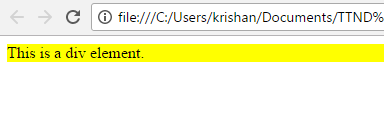 file:///C:/Users/krishan/Documents/TTND%
This is a div element.